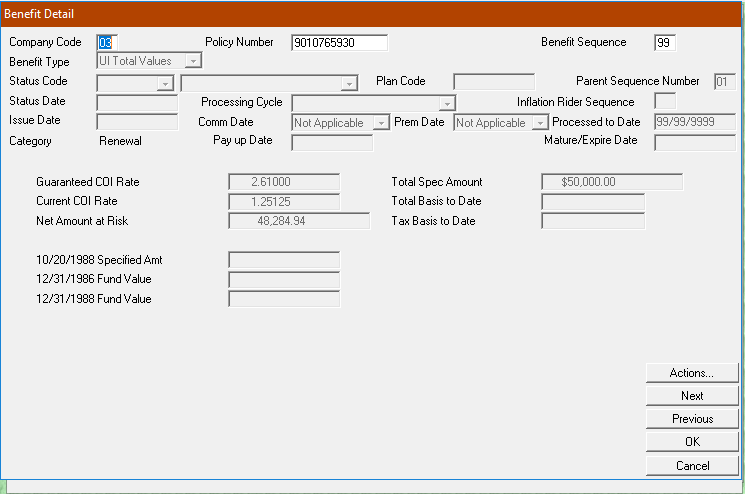 Benefit Detail
Company Code 03 Policy Number 9010765930 Benefit Sequence 99
Benefit Type Ul Total Values
Status Code Plan Code Parent Sequence Number 01
Status Date Processing Cycle Inflation Rider Sequence
Issue Date Comm Date Not Applicable Prem Date Not Applicable Processed to Date 99/99/9999
Category Renewal Pay up Date Mature/Expire Date
Guaranteed COI Rate 2.61000 Total Spec Amount $50,000.00
Current COI Rate 1.25125 Total Basis to Date
Net Amount at Risk 48,284.94 Tax Basis to Date
10/20/1988 Specified Amt
12/31/1986 Fund Value
12/31/1988 Fund Value
Actions...
Next
Previous
OK
Cancel